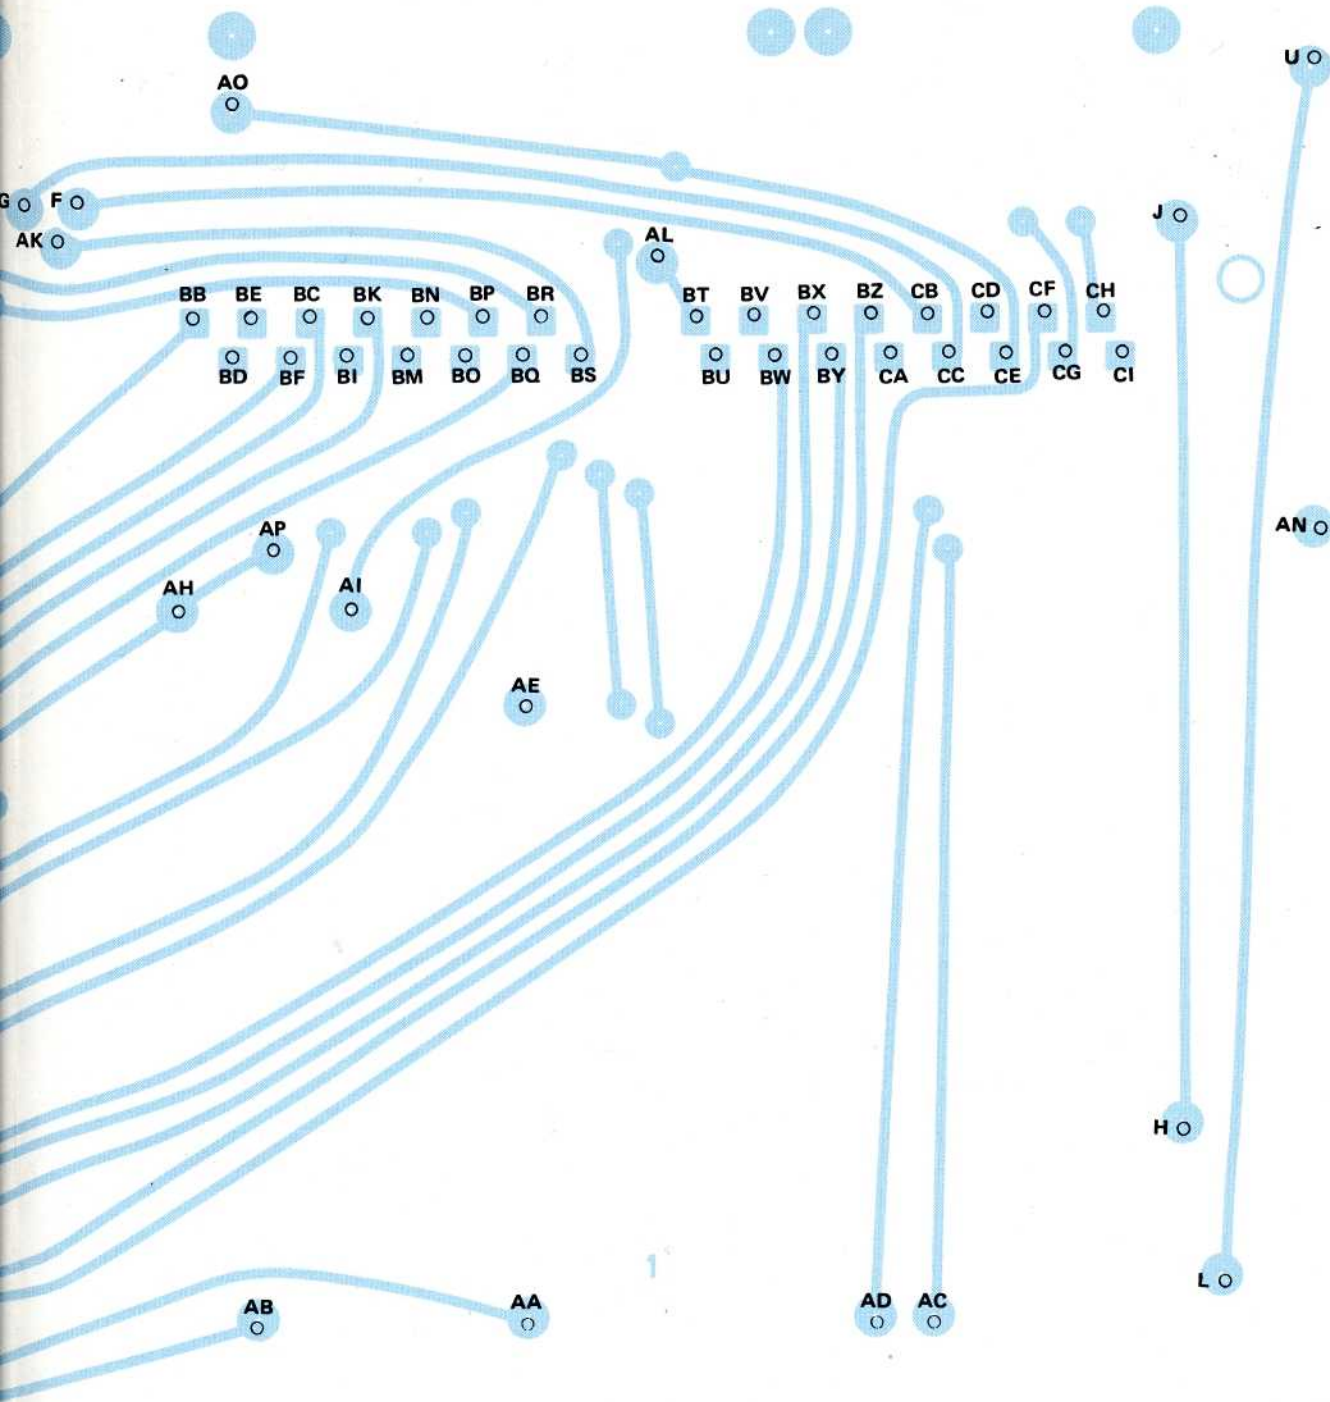 U
AO
G F
J
AK
AL
BB BE BC BK BN BP BR
BT BV BX BZ CB CD CF CH
BD BF BI BM BO BQ BS
BU BW BY CA CC CE CG CI
AP
AN
AH
AI
AE
H
1
L
AB
AA
AD AC